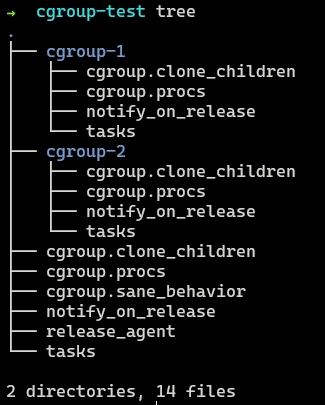 → cgroup-test tree
.
├── cgroup-1
│   ├── cgroup.clone_children
│   ├── cgroup.procs
│   ├── notify_on_release
│   └── tasks
├── cgroup-2
│   ├── cgroup.clone_children
│   ├── cgroup.procs
│   ├── notify_on_release
│   └── tasks
├── cgroup.clone_children
├── cgroup.procs
├── cgroup.sane_behavior
├── notify_on_release
├── release_agent
└── tasks
2 directories, 14 files